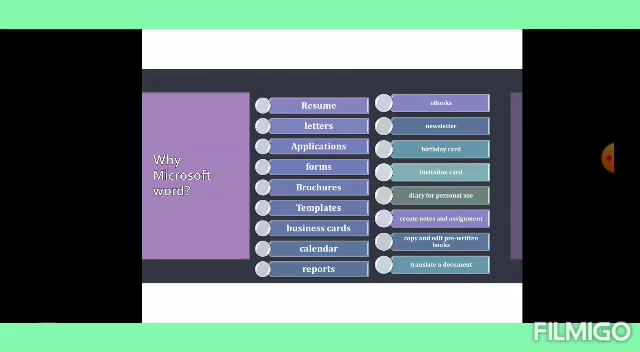 Why
Microsoft
word?
Resume
letters
Applications
forms
Brochures
Templates
business cards
calendar
reports
eBooks
newsletter
birthday card
invitation card
diary for personal use
create notes and assignment
copy and edit pre-written
books
translate a document
FILMIGO